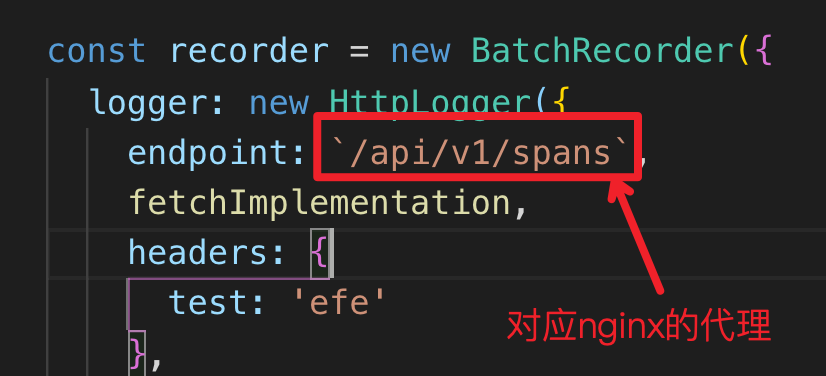 const recorder = new BatchRecorder({
logger: new HttpLogger({
endpoint: `/api/v1/spans`,
fetchImplementation,
headers: {
test: 'efe'
},
对应nginx的代理